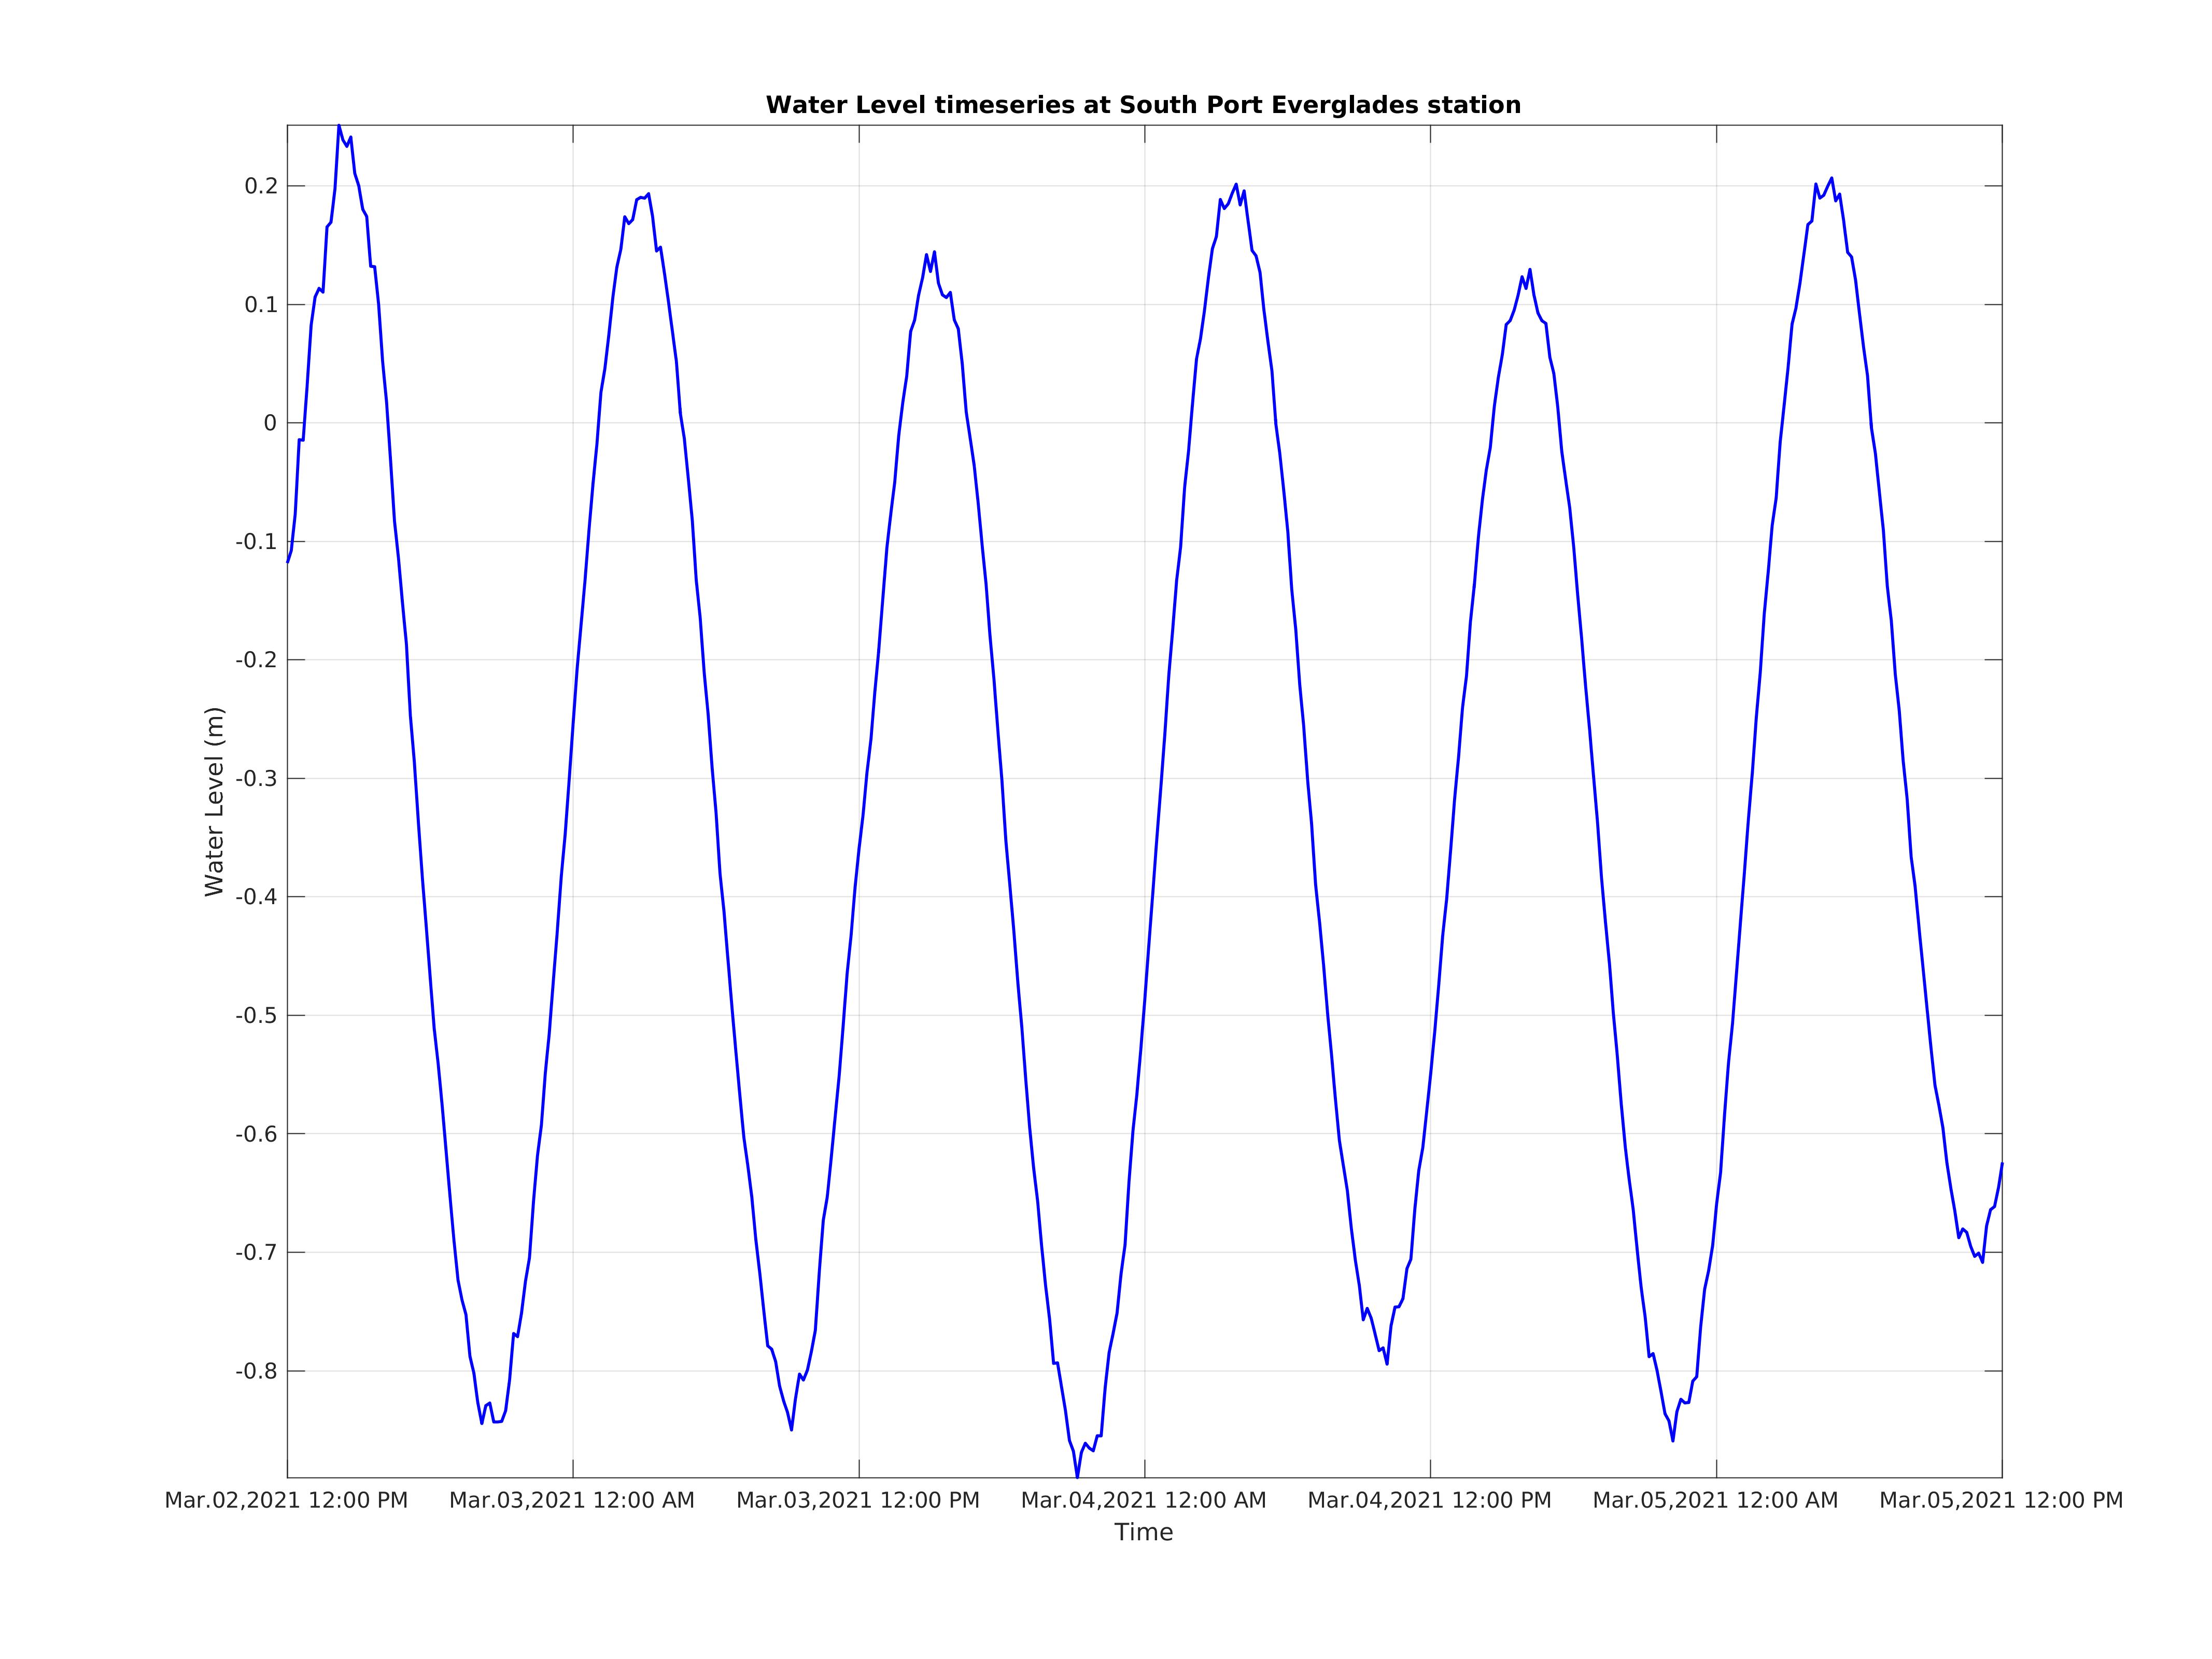 Water Level timeseries at South Port Everglades station
0.2
0.1
0
-0.1
-0.2
-0.3
-0.4
-0.5
-0.6
-0.7
-0.8
Water Level (m)
Mar.02,2021 12:00 PM Mar.03,2021 12:00 AM Mar.03,2021 12:00 PM Mar.04,2021 12:00 AM Mar.04,2021 12:00 PM Mar.05,2021 12:00 AM Mar.05,2021 12:00 PM
Time